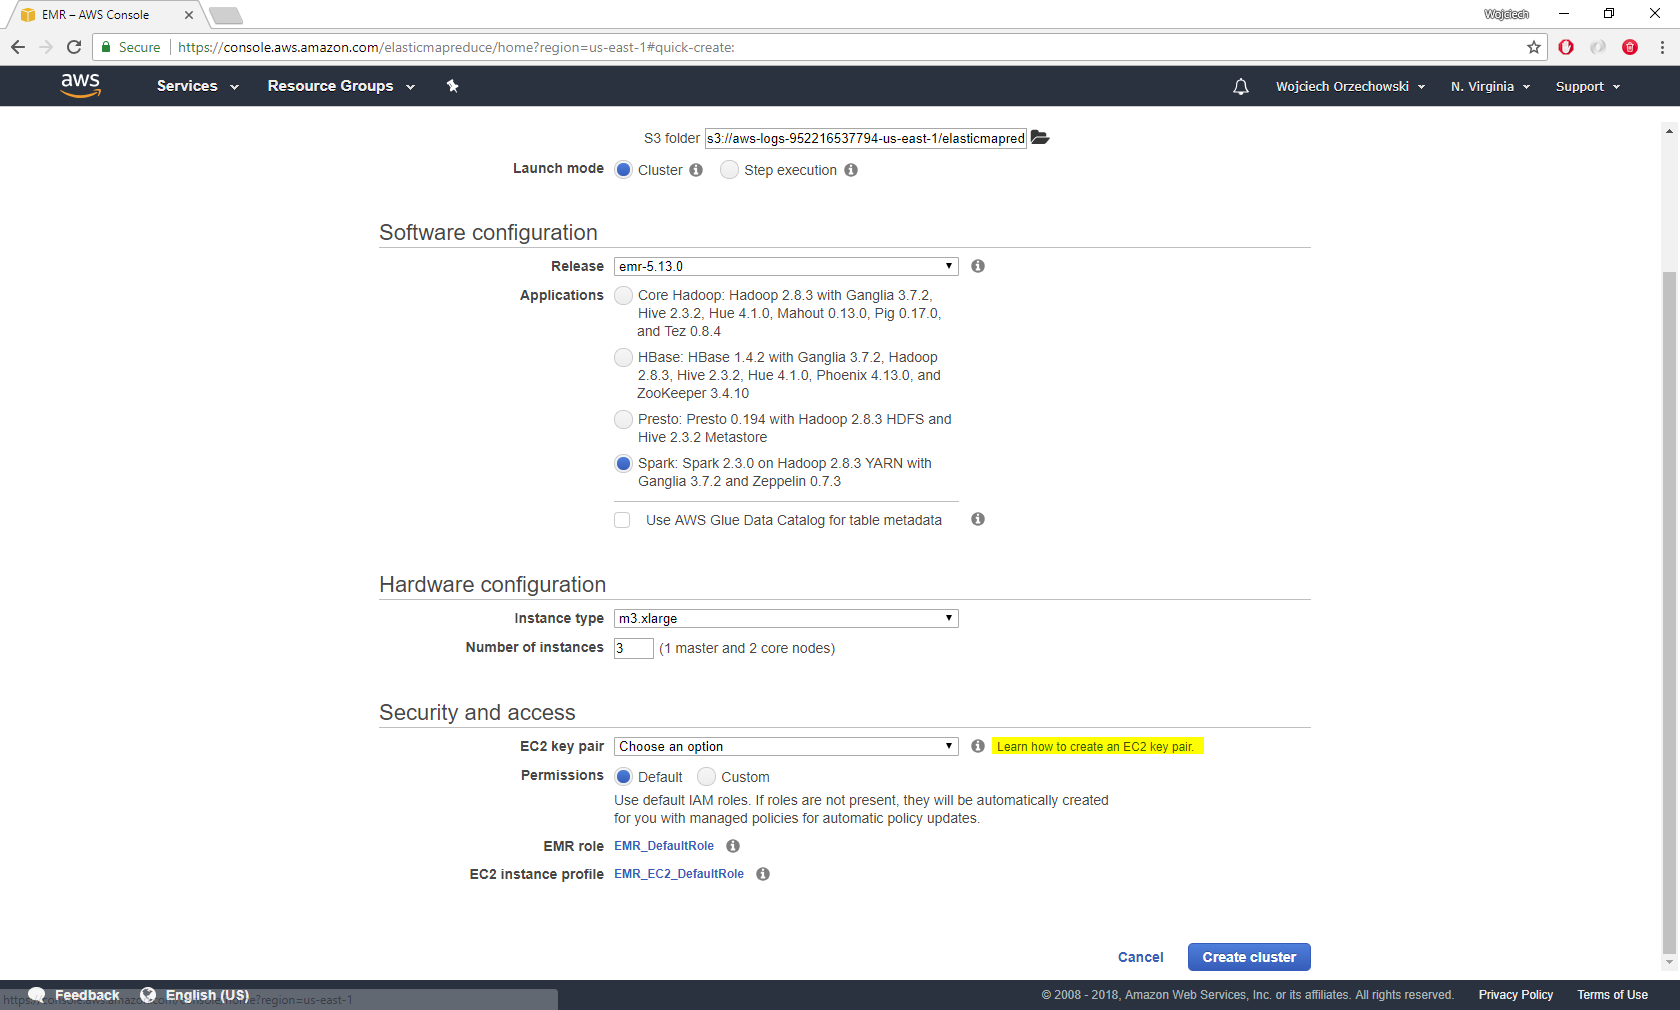 EMR – AWS Console
Wojciech
Secure https://console.aws.amazon.com/elasticmapreduce/home?region=us-east-1#quick-create:
aws Services Resource Groups Wojciech Orzechowski N. Virginia Support
S3 folder s3://aws-logs-952216537794-us-east-1/elasticmapred
Launch mode Cluster Step execution
Software configuration
Release emr-5.13.0
Applications Core Hadoop: Hadoop 2.8.3 with Ganglia 3.7.2,
Hive 2.3.2, Hue 4.1.0, Mahout 0.13.0, Pig 0.17.0,
and Tez 0.8.4
HBase: HBase 1.4.2 with Ganglia 3.7.2, Hadoop
2.8.3, Hive 2.3.2, Hue 4.1.0, Phoenix 4.13.0, and
ZooKeeper 3.4.10
Presto: Presto 0.194 with Hadoop 2.8.3 HDFS and
Hive 2.3.2 Metastore
Spark: Spark 2.3.0 on Hadoop 2.8.3 YARN with
Ganglia 3.7.2 and Zeppelin 0.7.3
Use AWS Glue Data Catalog for table metadata
Hardware configuration
Instance type m3.xlarge
Number of instances 3 (1 master and 2 core nodes)
Security and access
EC2 key pair Choose an option Learn how to create an EC2 key pair.
Permissions Default Custom
Use default IAM roles. If roles are not present, they will be automatically created
for you with managed policies for automatic policy updates.
EMR role EMR_DefaultRole
EC2 instance profile EMR_EC2_DefaultRole
Cancel Create cluster
Feedback English (US) © 2008 - 2018, Amazon Web Services, Inc. or its affiliates. All rights reserved. Privacy Policy Terms of Use
https://console.aws.amazon.com/console/home?region=us-east-1